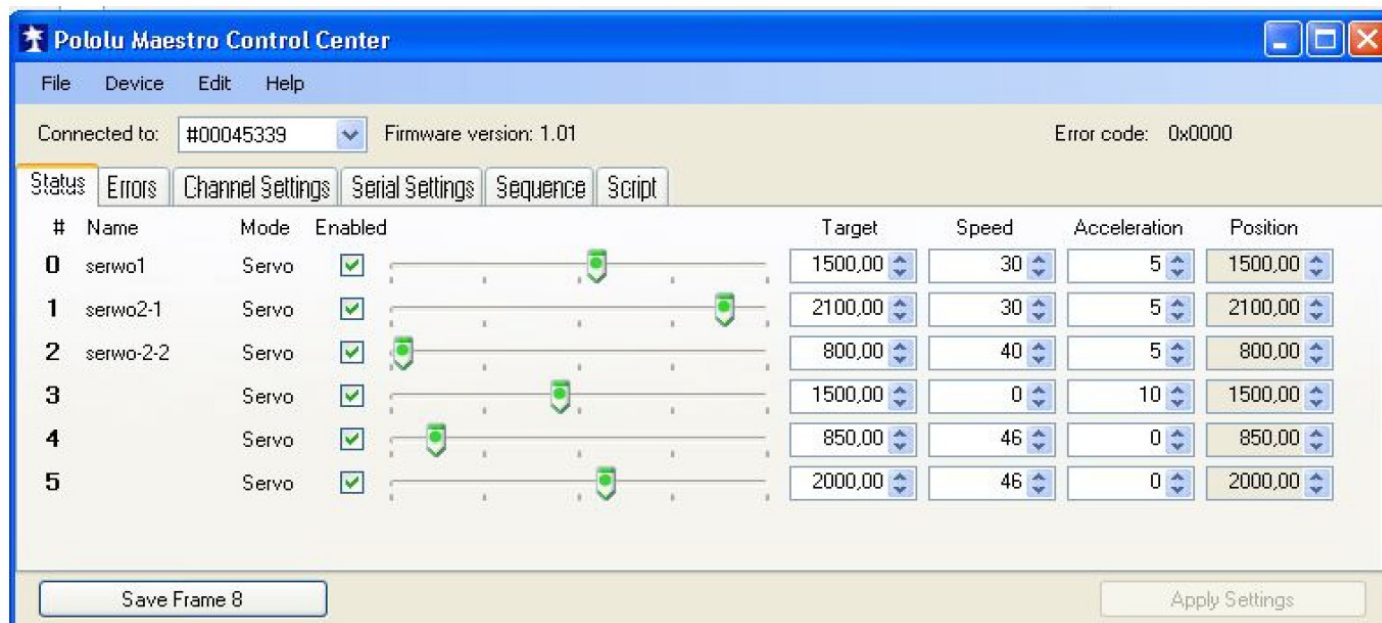 Pololu Maestro Control Center
File Device Edit Help
Connected to: #00045339 Firmware version: 1.01 Error code: 0x0000
Status Errors Channel Settings Serial Settings Sequence Script
# Name Mode Enabled Target Speed Acceleration Position
0 serwo1 Servo 1500,00 30 5 1500,00
1 serwo2-1 Servo 2100,00 30 5 2100,00
2 serwo-2-2 Servo 800,00 40 5 800,00
3 Servo 1500,00 0 10 1500,00
4 Servo 850,00 46 0 850,00
5 Servo 2000,00 46 0 2000,00
Save Frame 8 Apply Settings